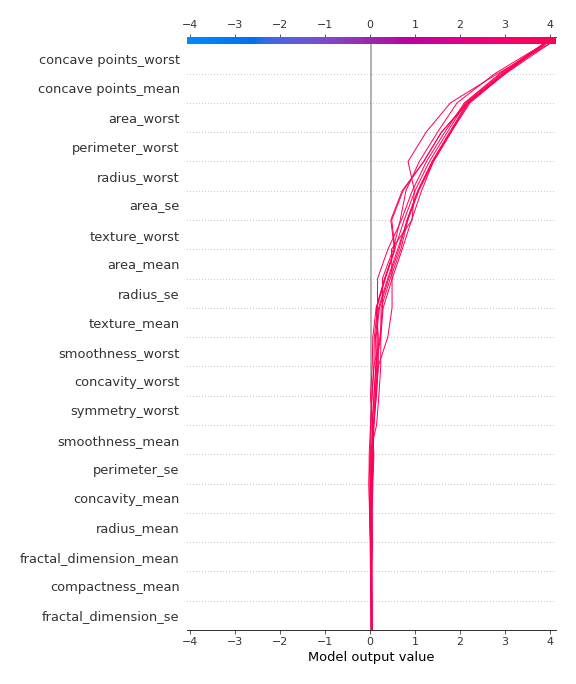 −4 −3 −2 −1 0 1 2 3 4
concave points_worst
concave points_mean
area_worst
perimeter_worst
radius_worst
area_se
texture_worst
area_mean
radius_se
texture_mean
smoothness_worst
concavity_worst
symmetry_worst
smoothness_mean
perimeter_se
concavity_mean
radius_mean
fractal_dimension_mean
compactness_mean
fractal_dimension_se
−4 −3 −2 −1 0 1 2 3 4
Model output value